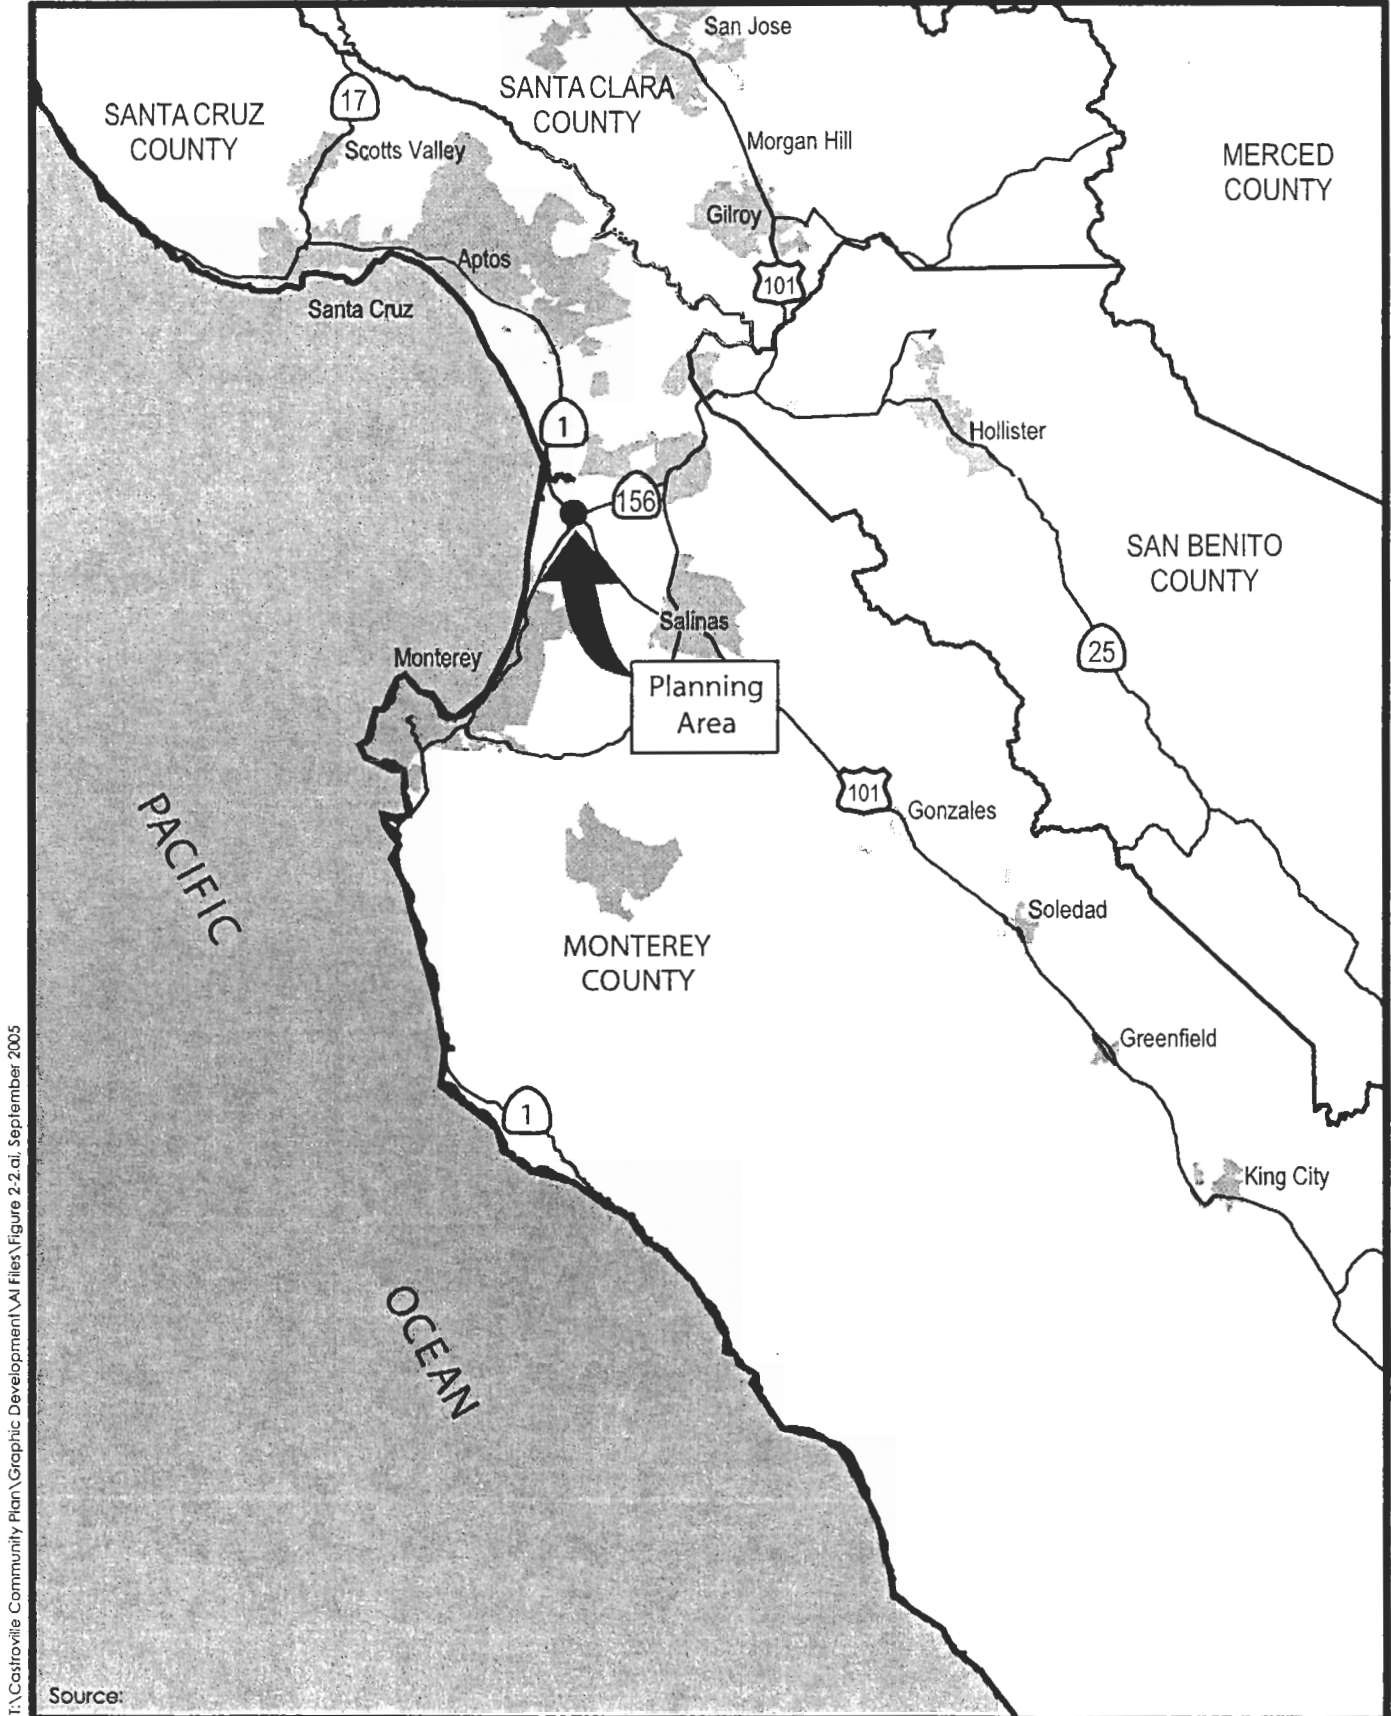 San Jose
SANTA CLARA
COUNTY
17
SANTA CRUZ
COUNTY
Scotts Valley
Morgan Hill
MERCED
COUNTY
Gilroy
Aptos
101
Santa Cruz
1
Hollister
156
SAN BENITO
COUNTY
Salinas
25
Monterey
Planning
Area
101
Gonzales
PACIFIC
Soledad
MONTEREY
COUNTY
Greenfield
1
King City
OCEAN
Source:
T:\Castroville Community Plan\Graphic Development\AI Files\Figure 2-2.ai, September 2005